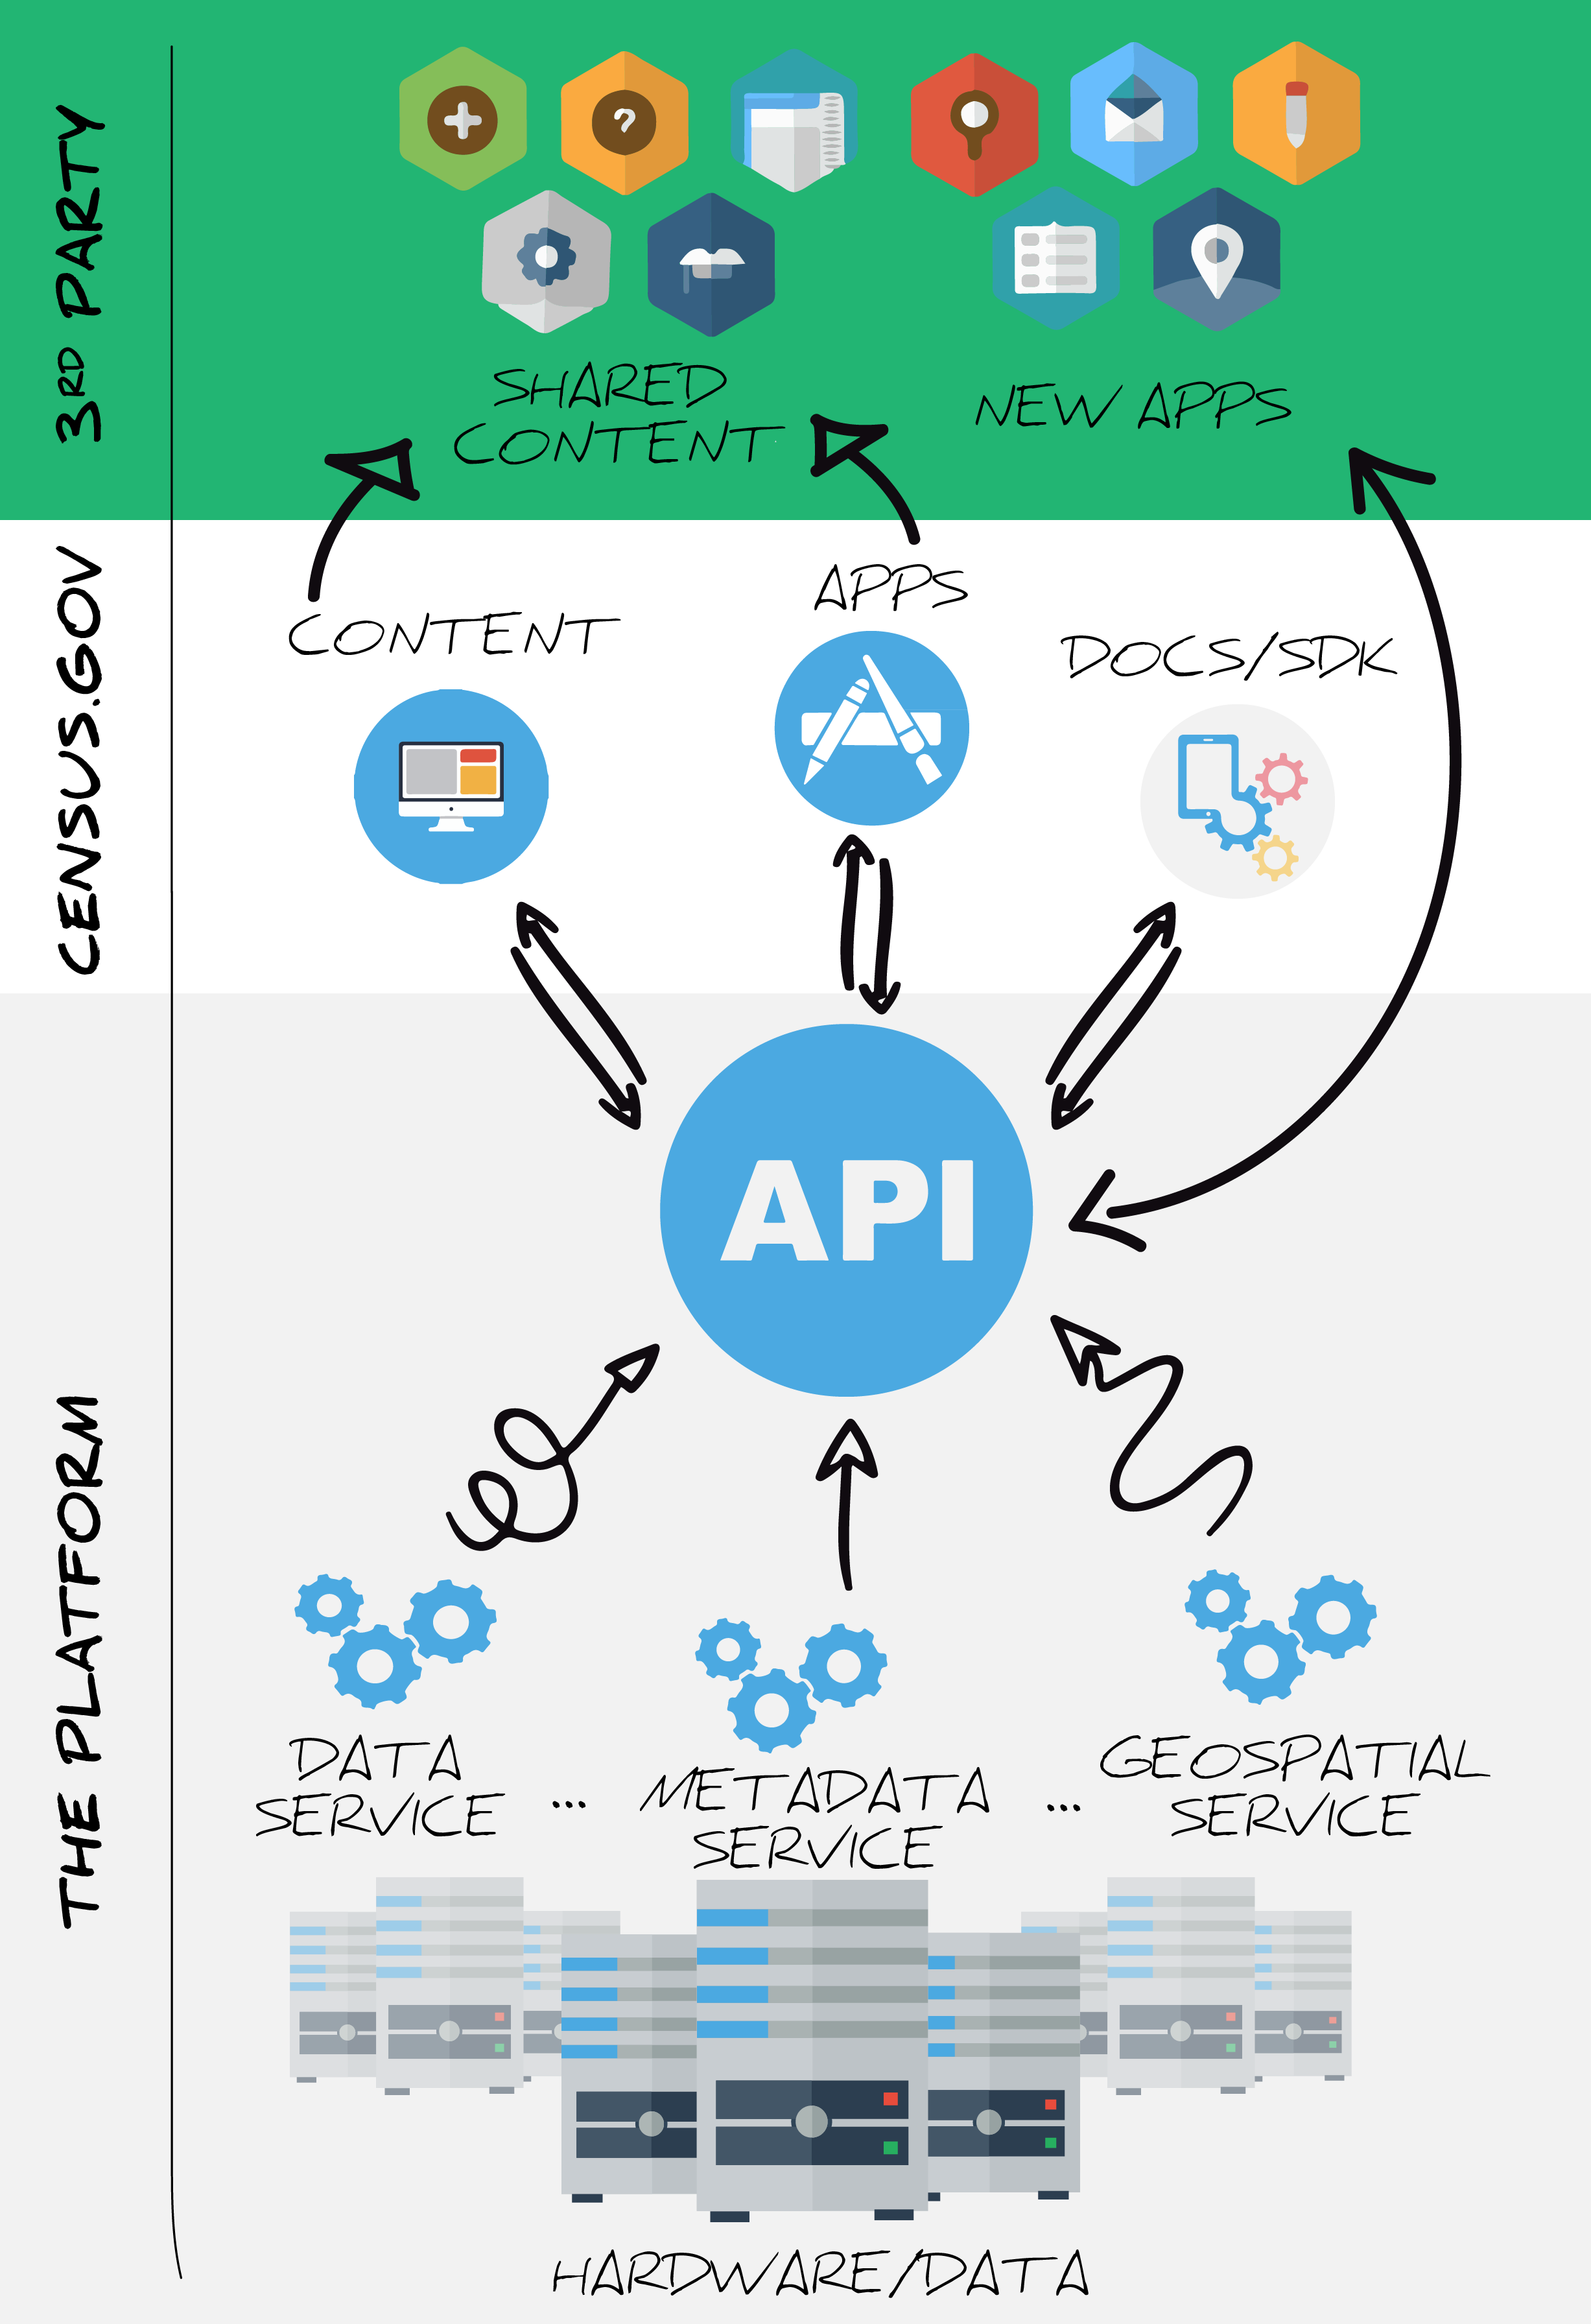 3RD PARTY
?
SHARED
CONTENT
NEW APPS
CENSUS.GOV
CONTENT
APPS
DOCS/SDK
THE PLATFORM
API
DATA
SERVICE
...
METADATA
SERVICE
...
GEOSPATIAL
SERVICE
HARDWARE/DATA